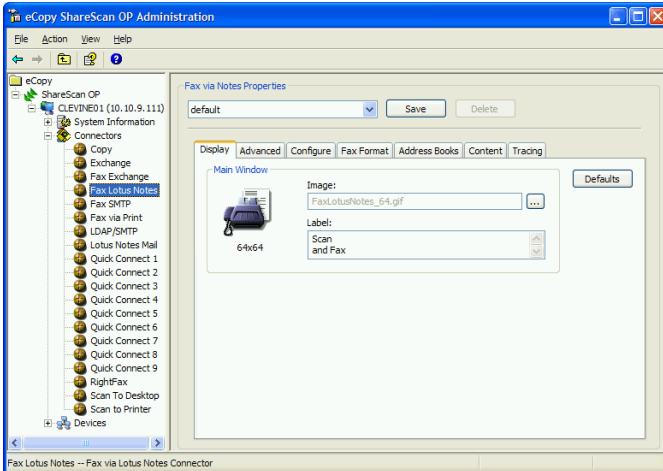 eCopy ShareScan OP Administration
File Action View Help
eCopy
ShareScan OP
CLEVINE01 (10.10.9.111)
System Information
Connectors
Copy
Exchange
Fax Exchange
Fax Lotus Notes
Fax SMTP
Fax via Print
LDAP/SMTP
Lotus Notes Mail
Quick Connect 1
Quick Connect 2
Quick Connect 3
Quick Connect 4
Quick Connect 5
Quick Connect 6
Quick Connect 7
Quick Connect 8
Quick Connect 9
RightFax
Scan To Desktop
Scan to Printer
Devices
Fax via Notes Properties
default Save Delete
Display Advanced Configure Fax Format Address Books Content Tracing
Main Window
Defaults
Image:
FaxLotusNotes_64.gif ...
Label:
Scan
and Fax
64x64
Fax Lotus Notes -- Fax via Lotus Notes Connector